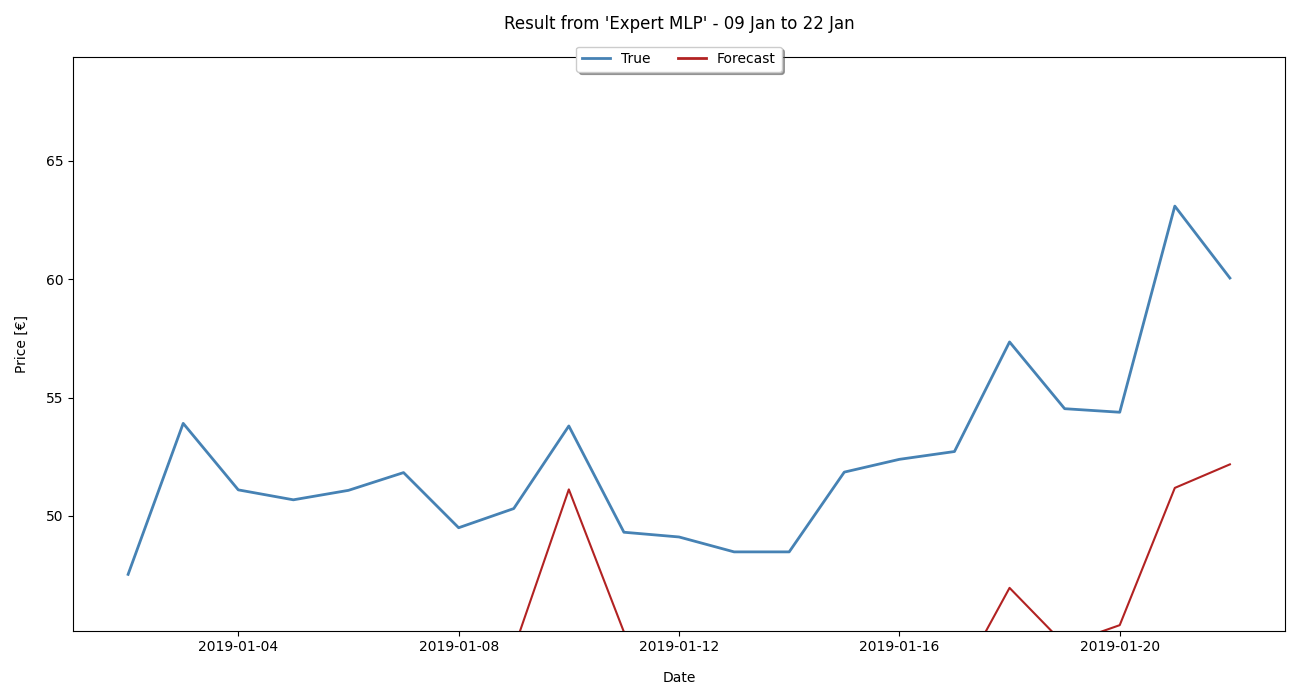 Result from 'Expert MLP' - 09 Jan to 22 Jan
True Forecast
65
60
55
50
Price [€]
2019-01-04 2019-01-08 2019-01-12 2019-01-16 2019-01-20
Date